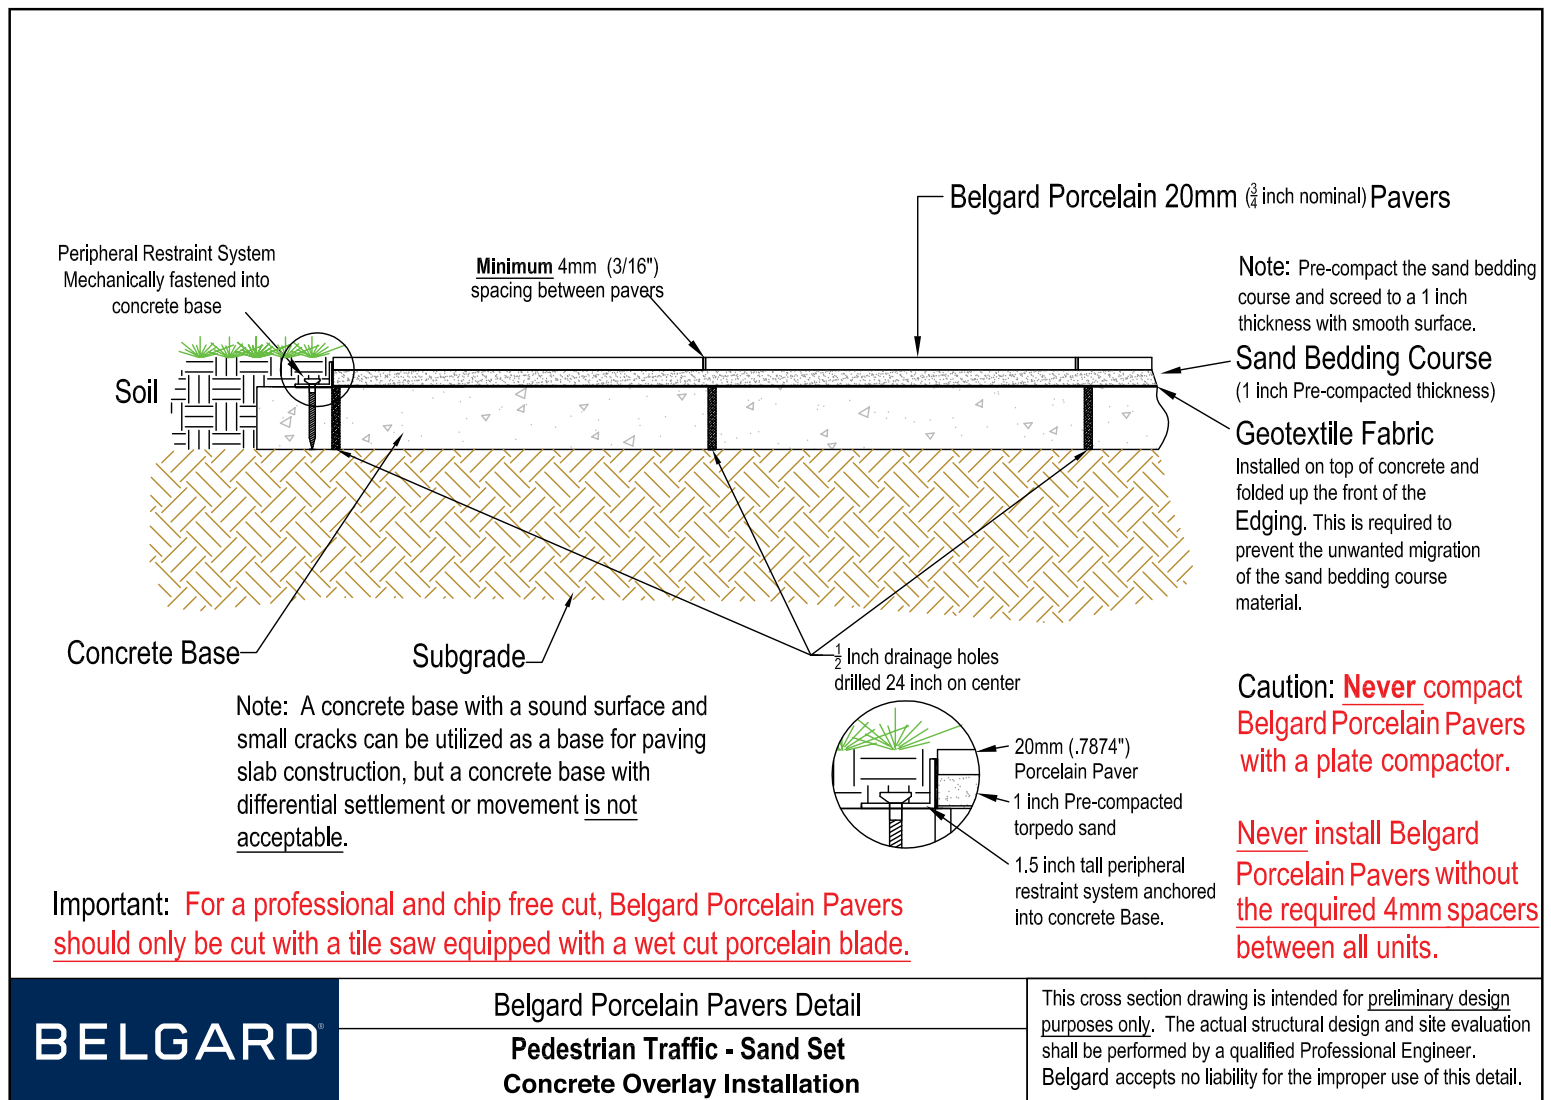 Belgard Porcelain 20mm (3/4 inch nominal) Pavers
Peripheral Restraint System
Mechanically fastened into
concrete base
Minimum 4mm (3/16")
spacing between pavers
Note: Pre-compact the sand bedding
course and screed to a 1 inch
thickness with smooth surface.
Sand Bedding Course
(1 inch Pre-compacted thickness)
Soil
Geotextile Fabric
Installed on top of concrete and
folded up the front of the
Edging. This is required to
prevent the unwanted migration
of the sand bedding course
material.
Concrete Base
Subgrade
1/2 Inch drainage holes
drilled 24 inch on center
Note: A concrete base with a sound surface and
small cracks can be utilized as a base for paving
slab construction, but a concrete base with
differential settlement or movement is not
acceptable.
20mm (.7874")
Porcelain Paver
1 inch Pre-compacted
torpedo sand
1.5 inch tall peripheral
restraint system anchored
into concrete Base.
Caution: Never compact
Belgard Porcelain Pavers
with a plate compactor.
Never install Belgard
Porcelain Pavers without
the required 4mm spacers
between all units.
Important: For a professional and chip free cut, Belgard Porcelain Pavers
should only be cut with a tile saw equipped with a wet cut porcelain blade.
BELGARD®
Belgard Porcelain Pavers Detail
Pedestrian Traffic - Sand Set
Concrete Overlay Installation
This cross section drawing is intended for preliminary design
purposes only. The actual structural design and site evaluation
shall be performed by a qualified Professional Engineer.
Belgard accepts no liability for the improper use of this detail.